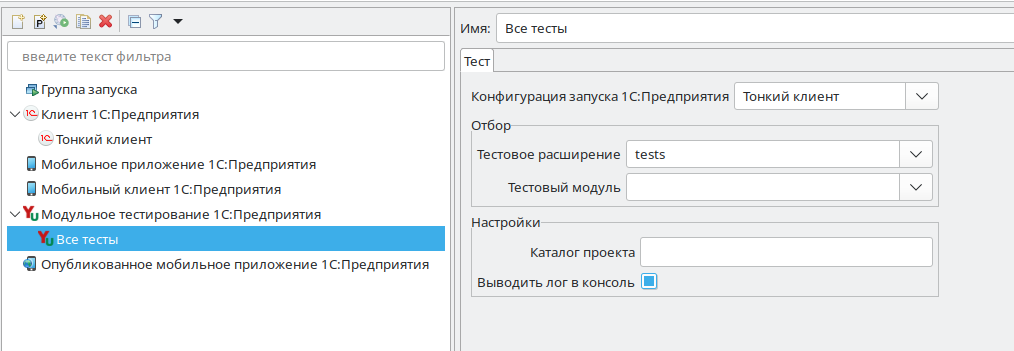 введите текст фильтра
Группа запуска
Клиент 1С:Предприятия
Тонкий клиент
Мобильное приложение 1С:Предприятия
Мобильный клиент 1С:Предприятия
Модульное тестирование 1С:Предприятия
Все тесты
Опубликованное мобильное приложение 1С:Предприятия
Имя: Все тесты
Тест
Конфигурация запуска 1С:Предприятия Тонкий клиент
Отбор
Тестовое расширение tests
Тестовый модуль
Настройки
Каталог проекта
Выводить лог в консоль